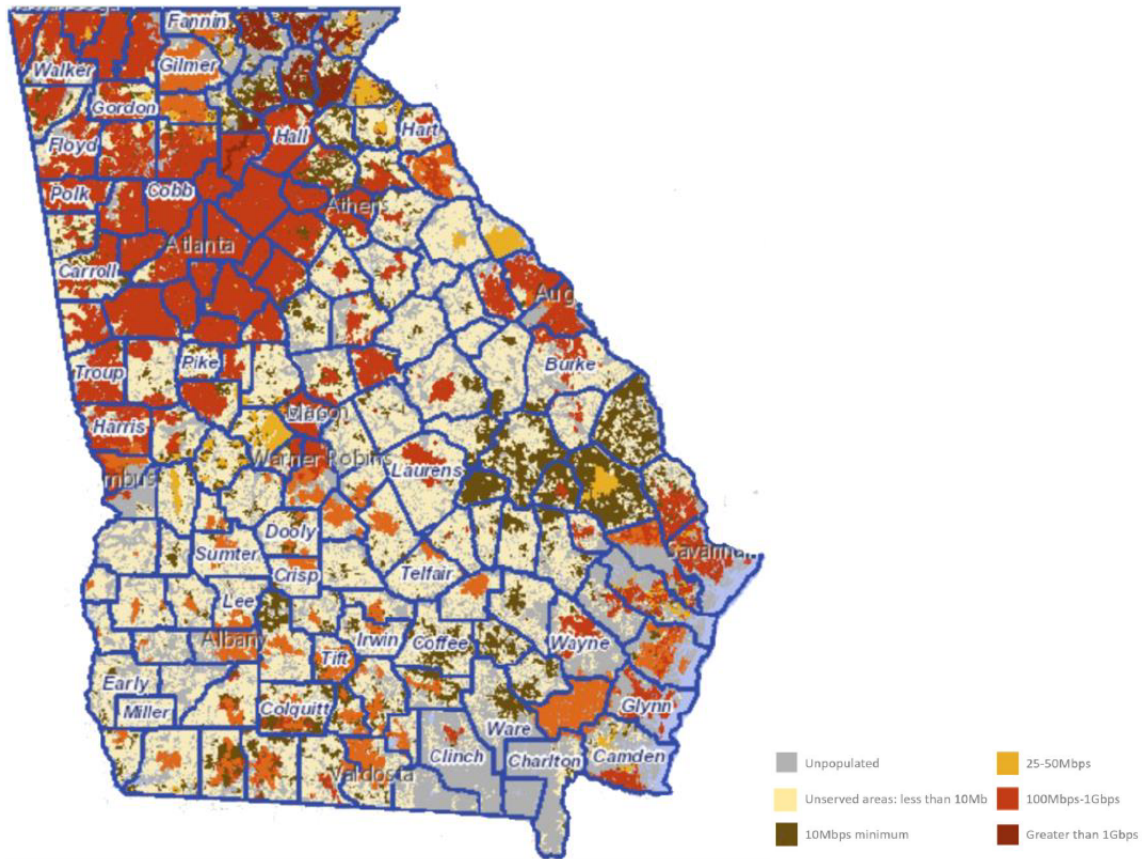 Fannin
Walker
Gilmer
Gordon
Hall
Hart
Floyd
Polk
Cobb
Athens
Atlanta
Carroll
Aug
Pike
Troup
Burke
Harris
Warner Robins
Laurens
mbus
Dooly
Sumter
Savannah
Crisp
Telfair
Lee
Albany
Irwin
Coffee
Wayne
Tift
Early
Miller
Colquitt
Glynn
Ware
Clinch
Charlton
Camden
Valdosta
Unpopulated
25-50Mbps
Unserved areas: less than 10Mb
100Mbps-1Gbps
10Mbps minimum
Greater than 1Gbps